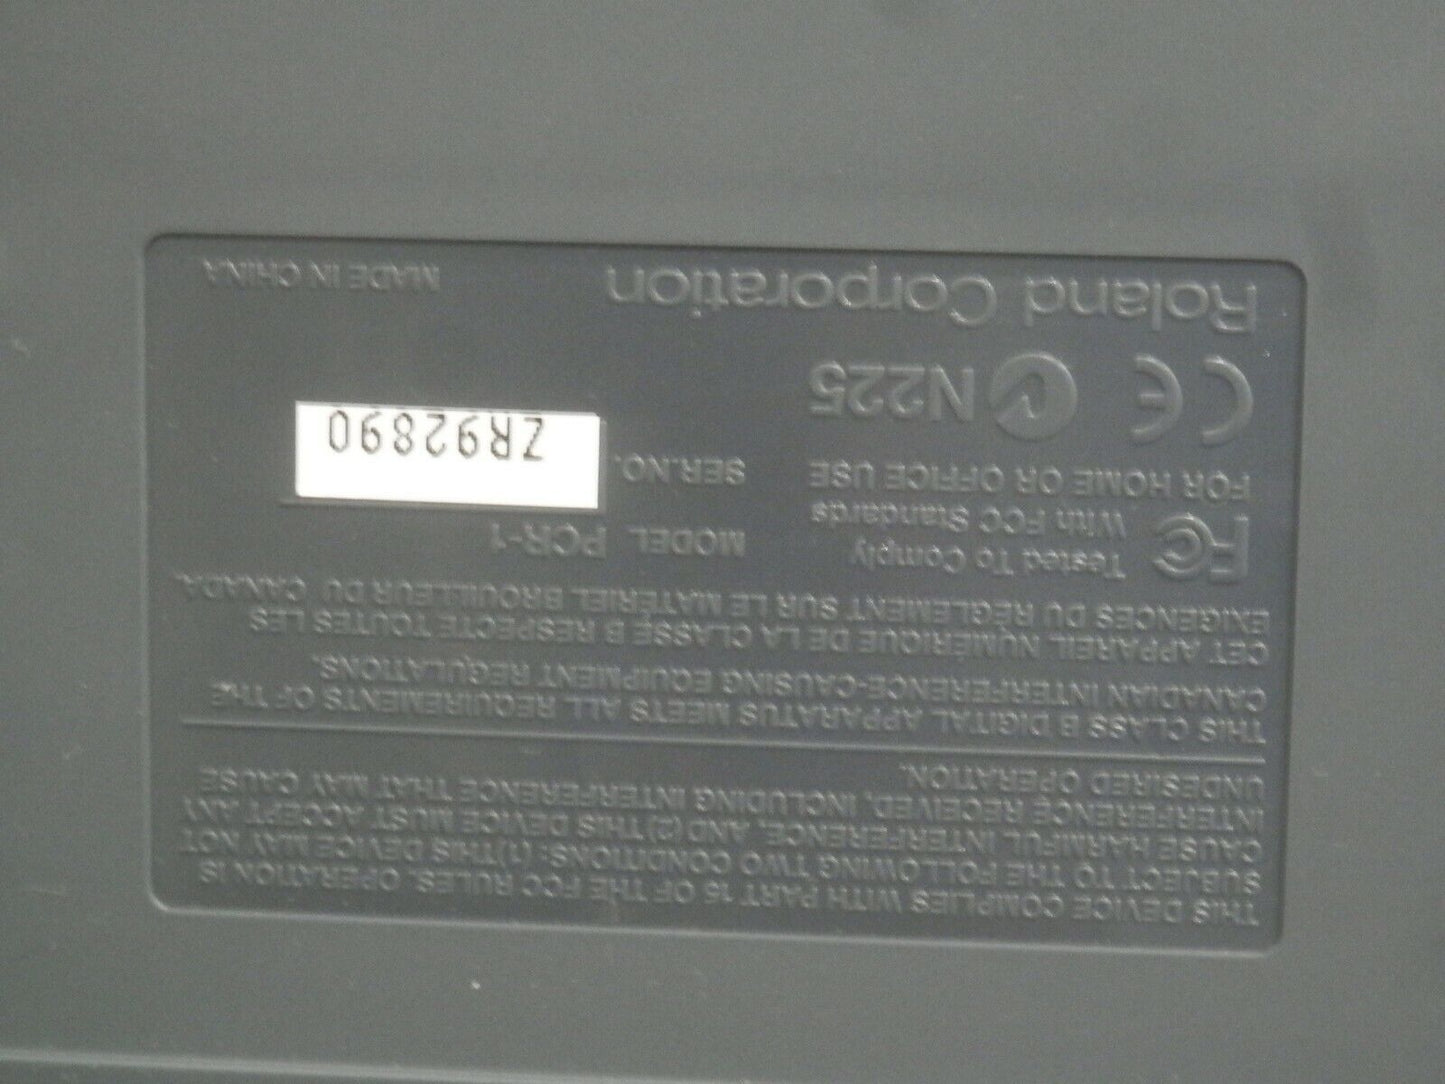 THIS DEVICE COMPLIES WITH PART 15 OF THE FCC RULES. OPERATION IS
SUBJECT TO THE FOLLOWING TWO CONDITIONS: (1)THIS DEVICE MAY NOT
CAUSE HARMFUL INTERFERENCE, AND (2)THIS DEVICE MUST ACCEPT ANY
INTERFERENCE RECEIVED, INCLUDING INTERFERENCE THAT MAY CAUSE
UNDESIRED OPERATION.
THIS CLASS B DIGITAL APPARATUS MEETS ALL REQUIREMENTS OF THE
CANADIAN INTERFERENCE-CAUSING EQUIPMENT REGULATIONS.
CET APPAREIL NUMÉRIQUE DE LA CLASSE B RESPECTE TOUTES LES
EXIGENCES DU RÈGLEMENT SUR LE MATÉRIEL BROUILLEUR DU CANADA.
FC Tested To Comply
With FCC Standards
FOR HOME OR OFFICE USE
MODEL PCR-1
SER.NO. ZR92890
CE N225
Roland Corporation
MADE IN CHINA